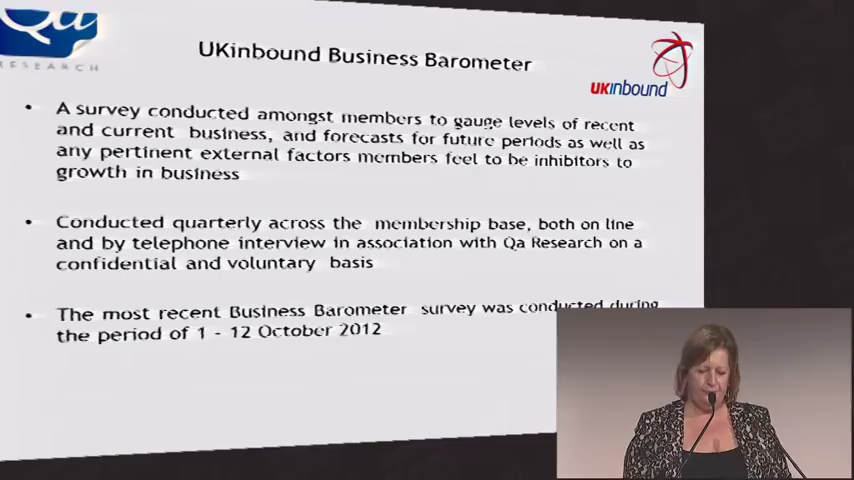 Qa
RESEARCH
UKinbound Business Barometer
UKinbound
• A survey conducted amongst members to gauge levels of recent
and current business, and forecasts for future periods as well as
any pertinent external factors members feel to be inhibitors to
growth in business
• Conducted quarterly across the membership base, both on line
and by telephone interview in association with Qa Research on a
confidential and voluntary basis
• The most recent Business Barometer survey was conducted during
the period of 1 - 12 October 2012